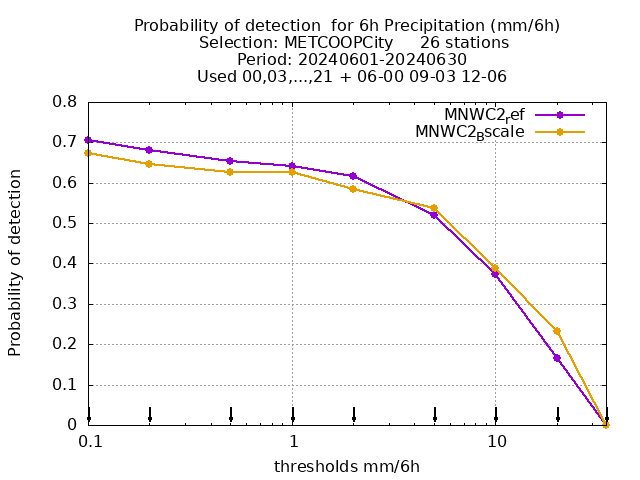 Probability of detection  for 6h Precipitation (mm/6h)
Selection: METCOOPCity     26 stations
Period: 20240601-20240630
Used 00,03,...,21 + 06-00 09-03 12-06
MNWC2_ref
MNWC2_Bscale
Probability of detection
0.8
0.7
0.6
0.5
0.4
0.3
0.2
0.1
0
0.1 1 10
thresholds mm/6h